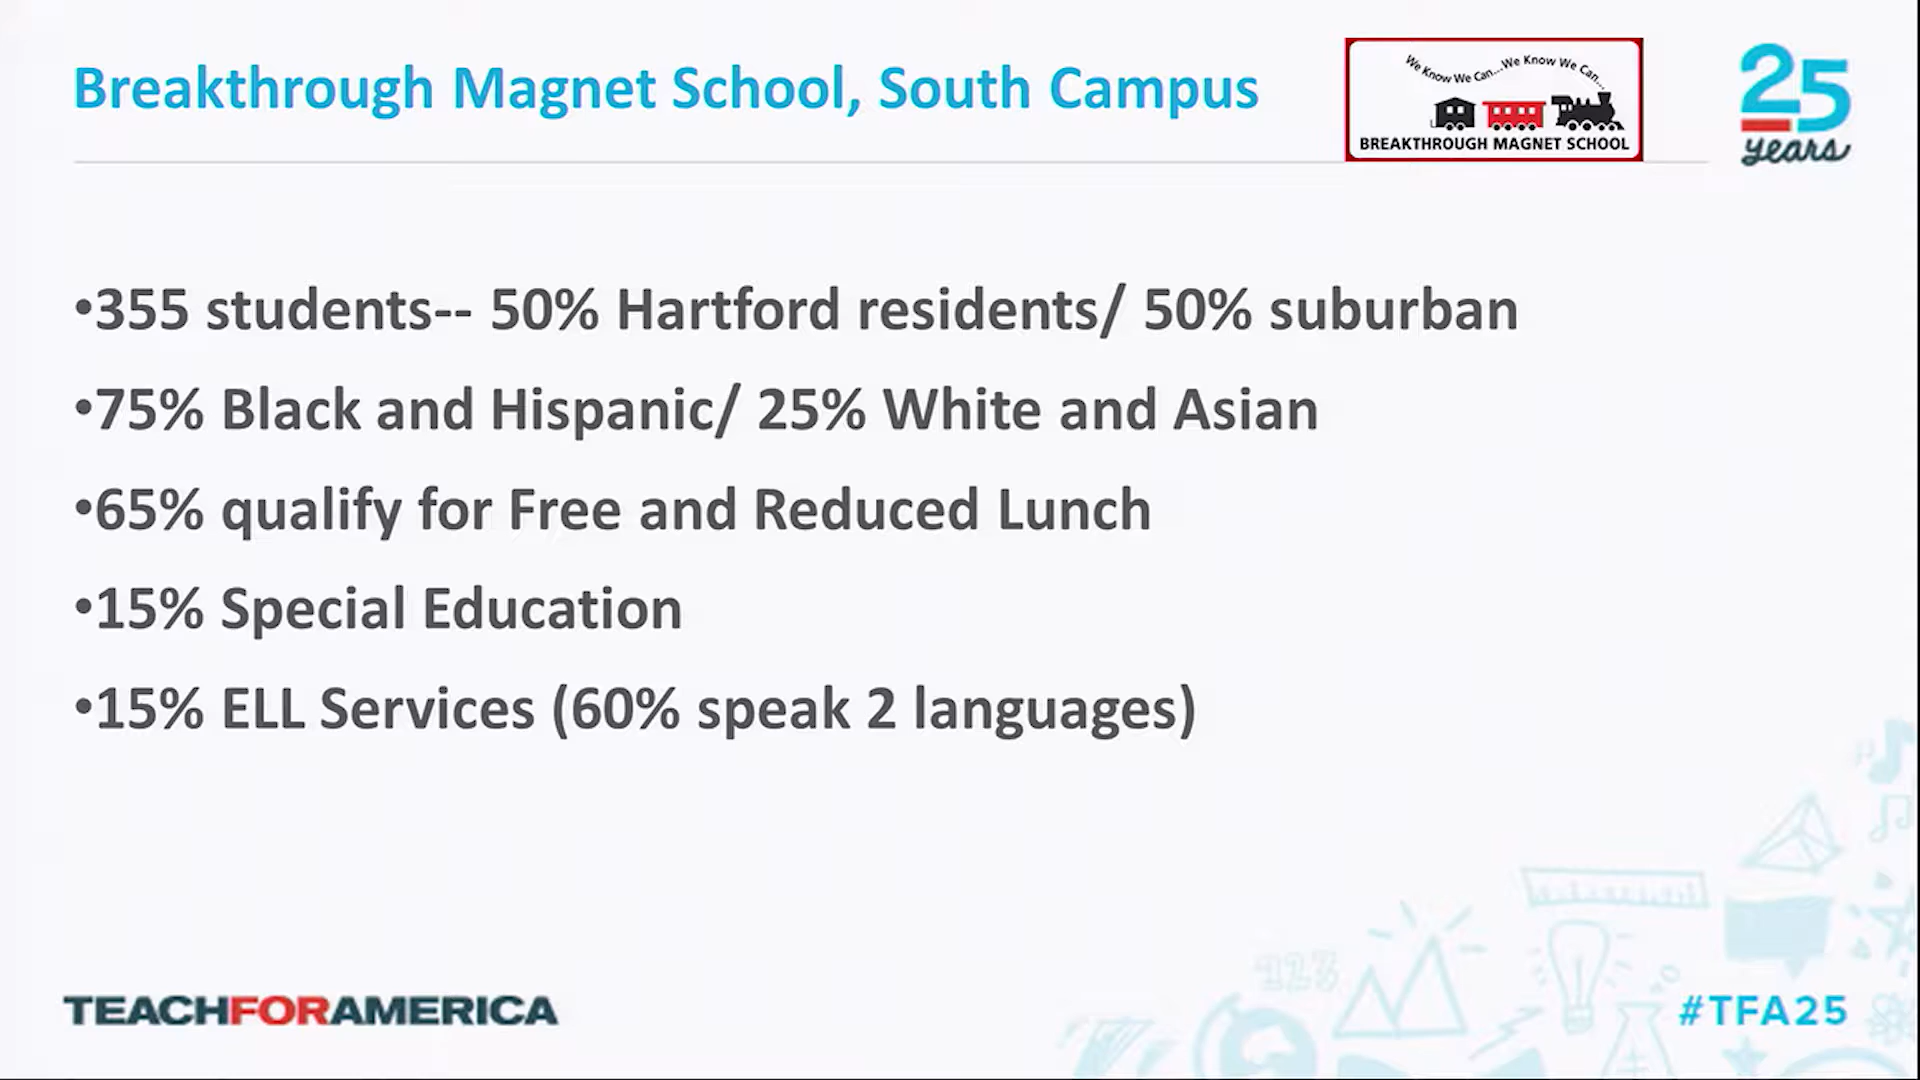 Breakthrough Magnet School, South Campus
We Know We Can...We Know We Can...
BREAKTHROUGH MAGNET SCHOOL
25
years
•355 students-- 50% Hartford residents/ 50% suburban
•75% Black and Hispanic/ 25% White and Asian
•65% qualify for Free and Reduced Lunch
•15% Special Education
•15% ELL Services (60% speak 2 languages)
123
TEACHFORAMERICA
#TFA25